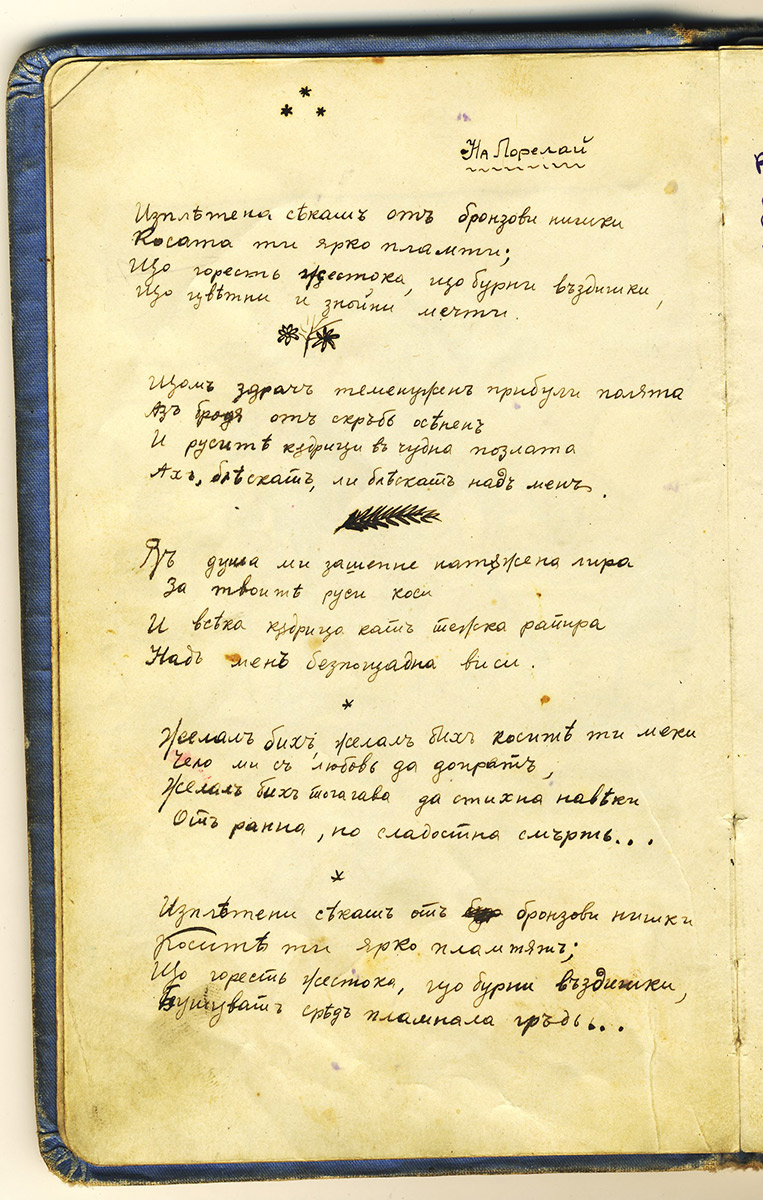 * * *
На Лорелай
Изплѣтена сѣкашъ отъ бронзови нишки
Косата ти ярко пламти;
Що горесть жестока, що бурни въздишки,
Що цвѣтни и знойни мечти.
Щомъ здрачъ теменуженъ прибули полята
Азъ бродя отъ скръбь осѣненъ
И руситѣ кѫдрици въ чудна позлата
Ахъ, блѣскатъ, ли блѣскатъ надъ менъ.
душа ми зашепне натѫжена лира
За твоитѣ руси коси
И всѣка кѫдрица катъ тежка рапира
Надъ менъ безпощадна виси.
*
Желалъ бихъ, желалъ бихъ коситѣ ти меки
Чело ми съ любовь да допратъ,
Желалъ бихъ тогагава да стихна навѣки
Отъ ранна, но сладостна смърть...
*
Изплѣтени сѣкашъ отъ бронзови нишки
Коситѣ ти ярко пламтятъ;
Що горесть жестока, що бурни въздишки,
Бушуватъ срѣдъ пламнала гръдь...